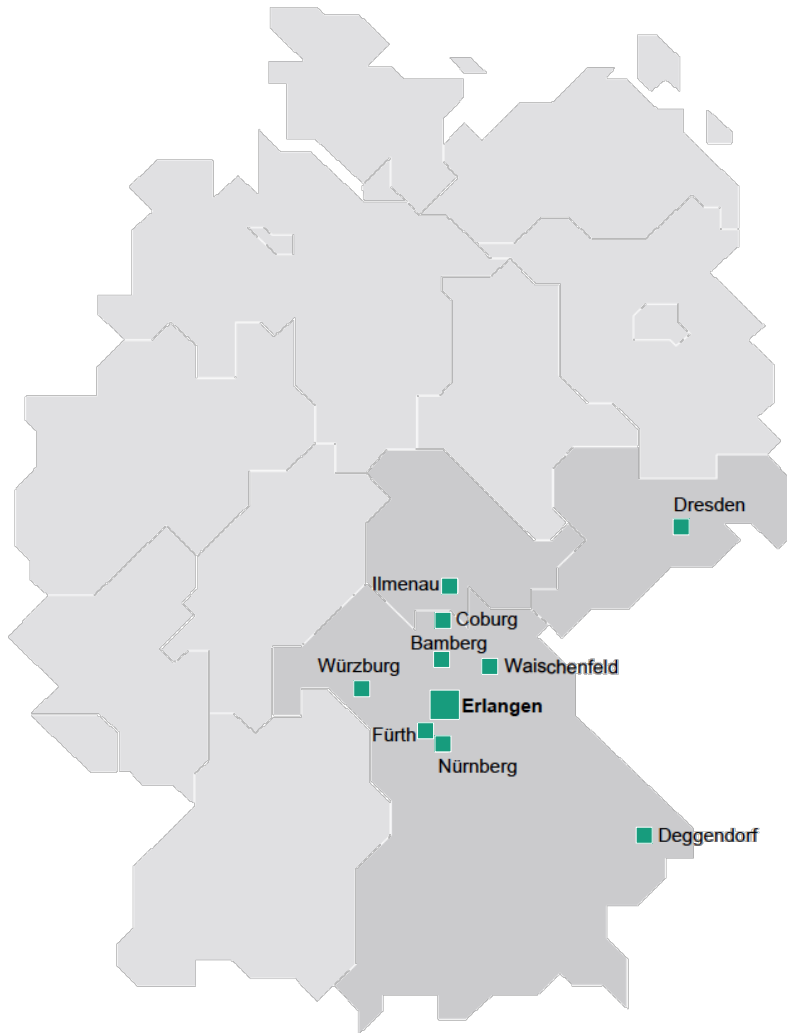 Dresden
Ilmenau
Coburg
Bamberg
Würzburg
Waischenfeld
Erlangen
Fürth
Nürnberg
Deggendorf